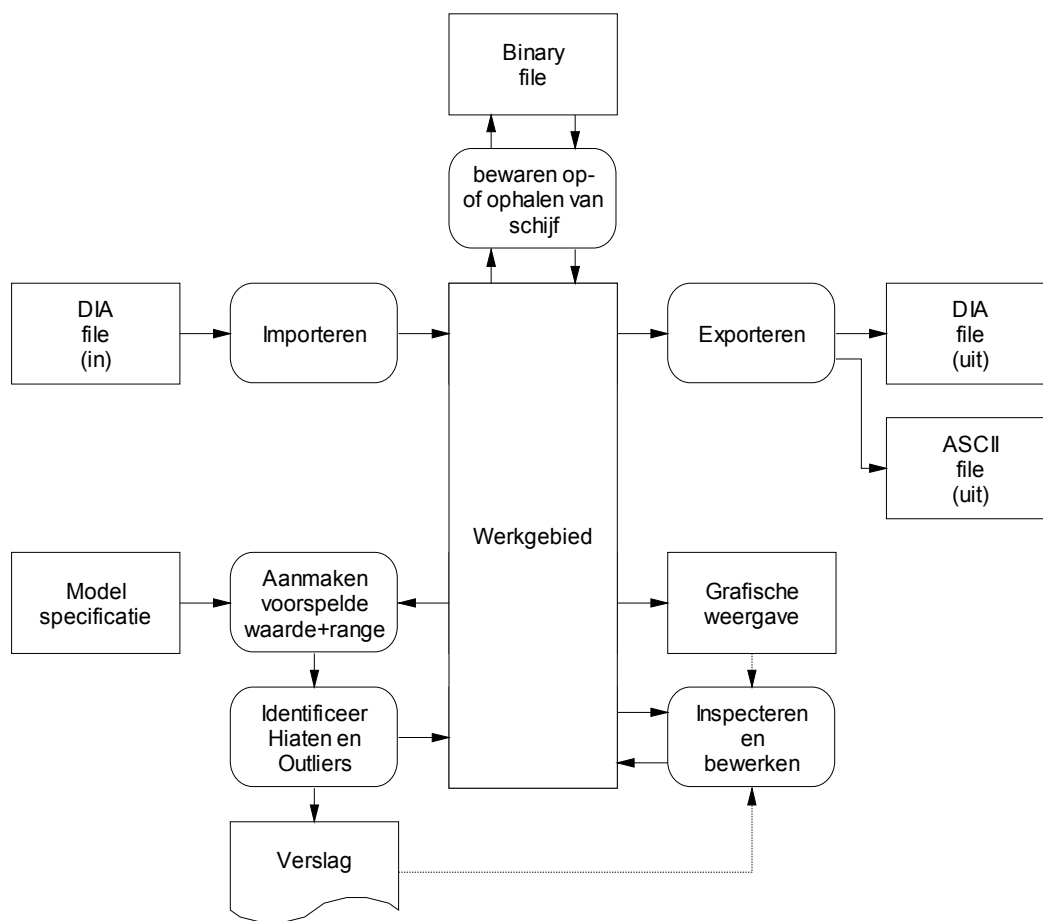 Binary
file
bewaren op-
of ophalen van
schijf
DIA
file
(in)
Importeren
Exporteren
DIA
file
(uit)
ASCII
file
(uit)
Werkgebied
Model
specificatie
Aanmaken
voorspelde
waarde+range
Grafische
weergave
Identificeer
Hiaten en
Outliers
Inspecteren
en
bewerken
Verslag